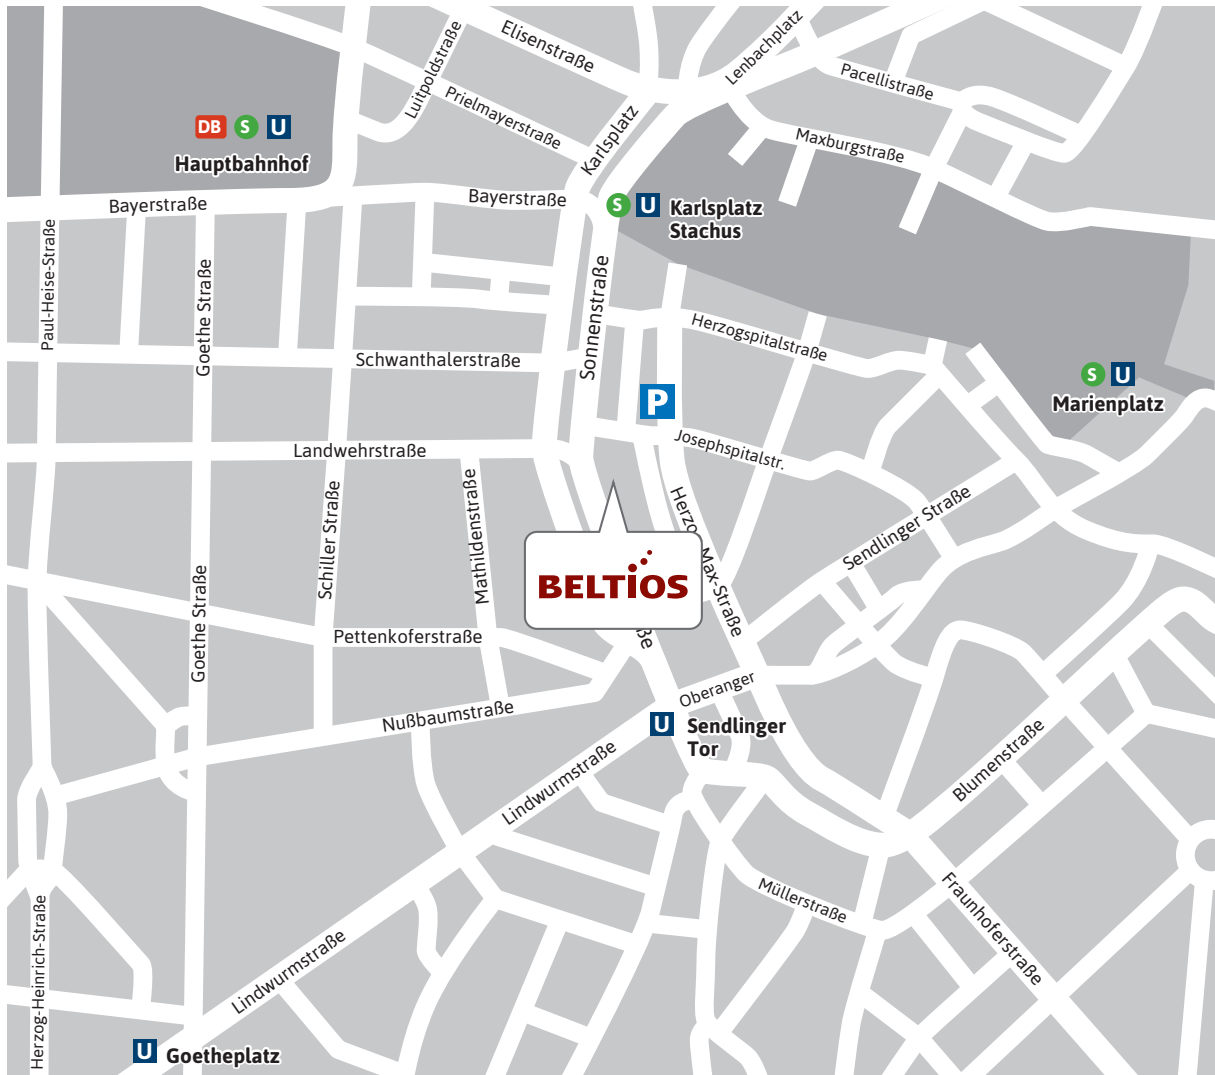 Elisenstraße
Lenbachplatz
Luitpoldstraße
Pacellistraße
Prielmayerstraße
Karlsplatz
Maxburgstraße
DB S U
Hauptbahnhof
Bayerstraße
Bayerstraße
S U Karlsplatz
Stachus
Paul-Heise-Straße
Goethe Straße
Sonnenstraße
Herzogspitalstraße
Schwanthalerstraße
S U
Marienplatz
P
Landwehrstraße
Josephspitalstr.
Schiller Straße
Mathildenstraße
Herzo
Max-Straße
Sendlinger Straße
BELTIOS
Goethe Straße
Pettenkoferstraße
ße
Oberanger
Nußbaumstraße
U Sendlinger
Tor
Blumenstraße
Lindwurmstraße
Müllerstraße
Fraunhoferstraße
Herzog-Heinrich-Straße
Lindwurmstraße
U Goetheplatz